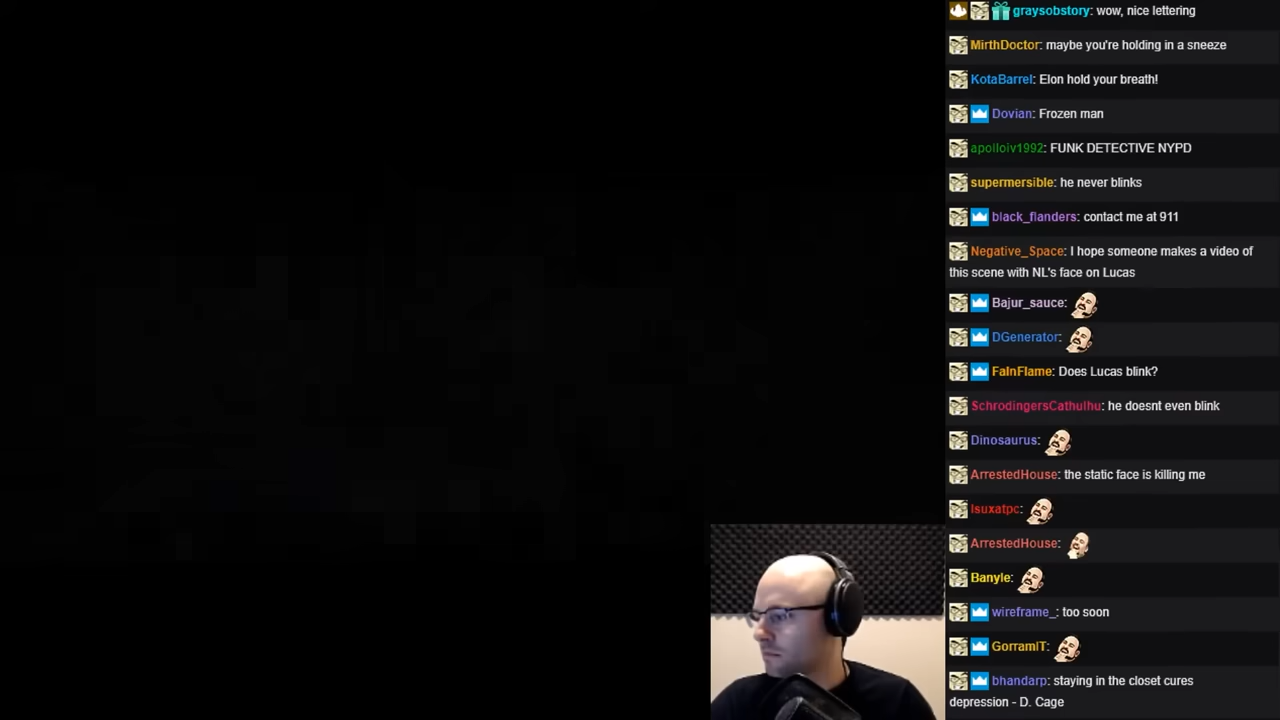 graysobstory: wow, nice lettering
MirthDoctor: maybe you're holding in a sneeze
KotaBarrel: Elon hold your breath!
Dovian: Frozen man
apolloiv1992: FUNK DETECTIVE NYPD
supermersible: he never blinks
black_flanders: contact me at 911
Negative_Space: I hope someone makes a video of
this scene with NL's face on Lucas
Bajur_sauce:
DGenerator:
FalnFlame: Does Lucas blink?
SchrodingersCathulhu: he doesnt even blink
Dinosaurus:
ArrestedHouse: the static face is killing me
lsuxatpc:
ArrestedHouse:
Banyle:
wireframe_: too soon
GorramIT:
bhandarp: staying in the closet cures
depression - D. Cage